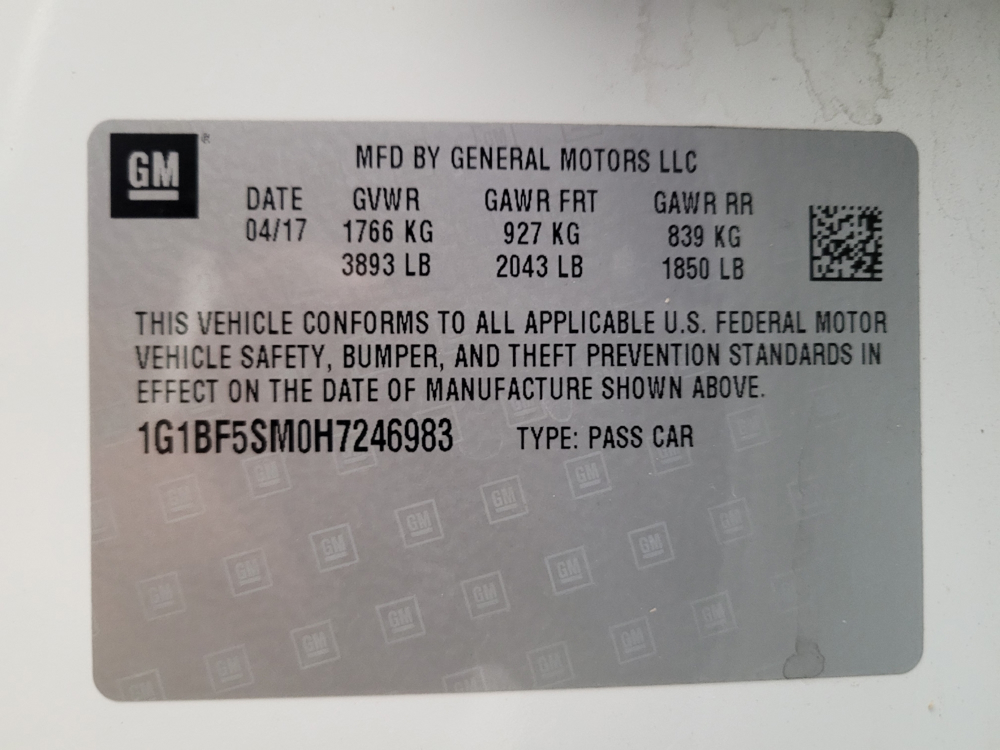 GM
MFD BY GENERAL MOTORS LLC
DATE GVWR GAWR FRT GAWR RR
04/17 1766 KG 927 KG 839 KG
3893 LB 2043 LB 1850 LB
THIS VEHICLE CONFORMS TO ALL APPLICABLE U.S. FEDERAL MOTOR
VEHICLE SAFETY, BUMPER, AND THEFT PREVENTION STANDARDS IN
EFFECT ON THE DATE OF MANUFACTURE SHOWN ABOVE.
1G1BF5SM0H7246983 TYPE: PASS CAR